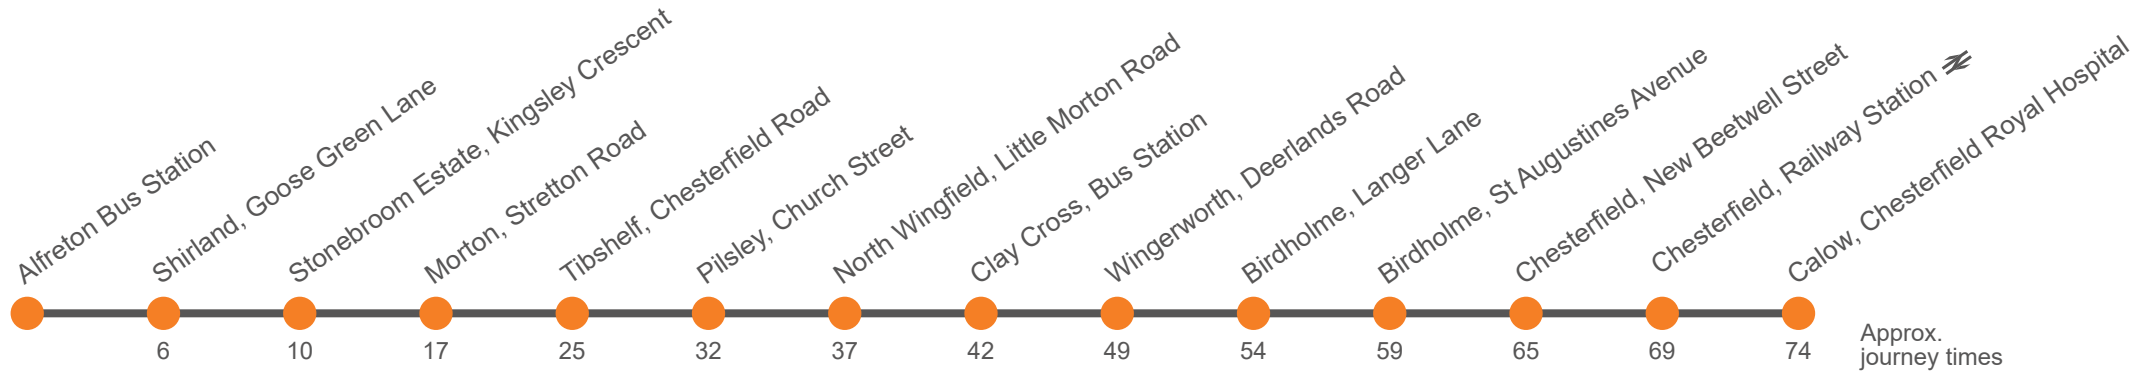 Alfreton Bus Station
Shirland, Goose Green Lane
Stonebroom Estate, Kingsley Crescent
Morton, Stretton Road
Tibshelf, Chesterfield Road
Pilsley, Church Street
North Wingfield, Little Morton Road
Clay Cross, Bus Station
Wingerworth, Deerlands Road
Birdholme, Langer Lane
Birdholme, St Augustines Avenue
Chesterfield, New Beetwell Street
Chesterfield, Railway Station
Calow, Chesterfield Royal Hospital
6 10 17 25 32 37 42 49 54 59 65 69 74
Approx.
journey times